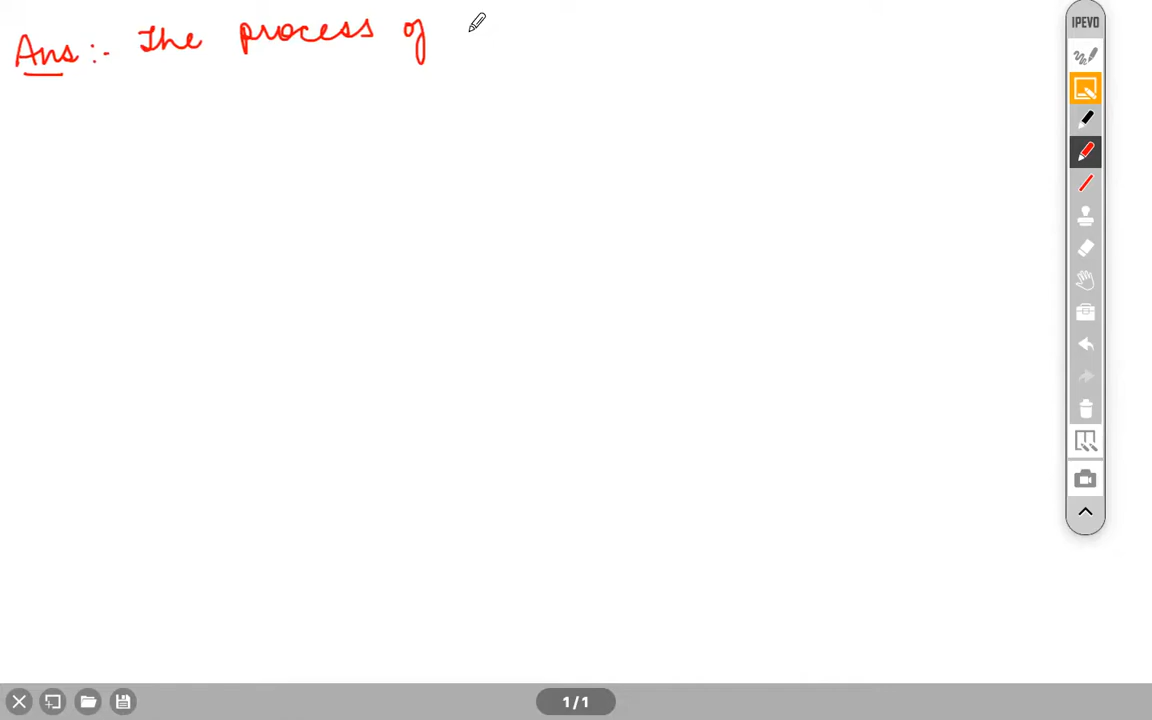 Ans :- The process of
IPEVO
1/1